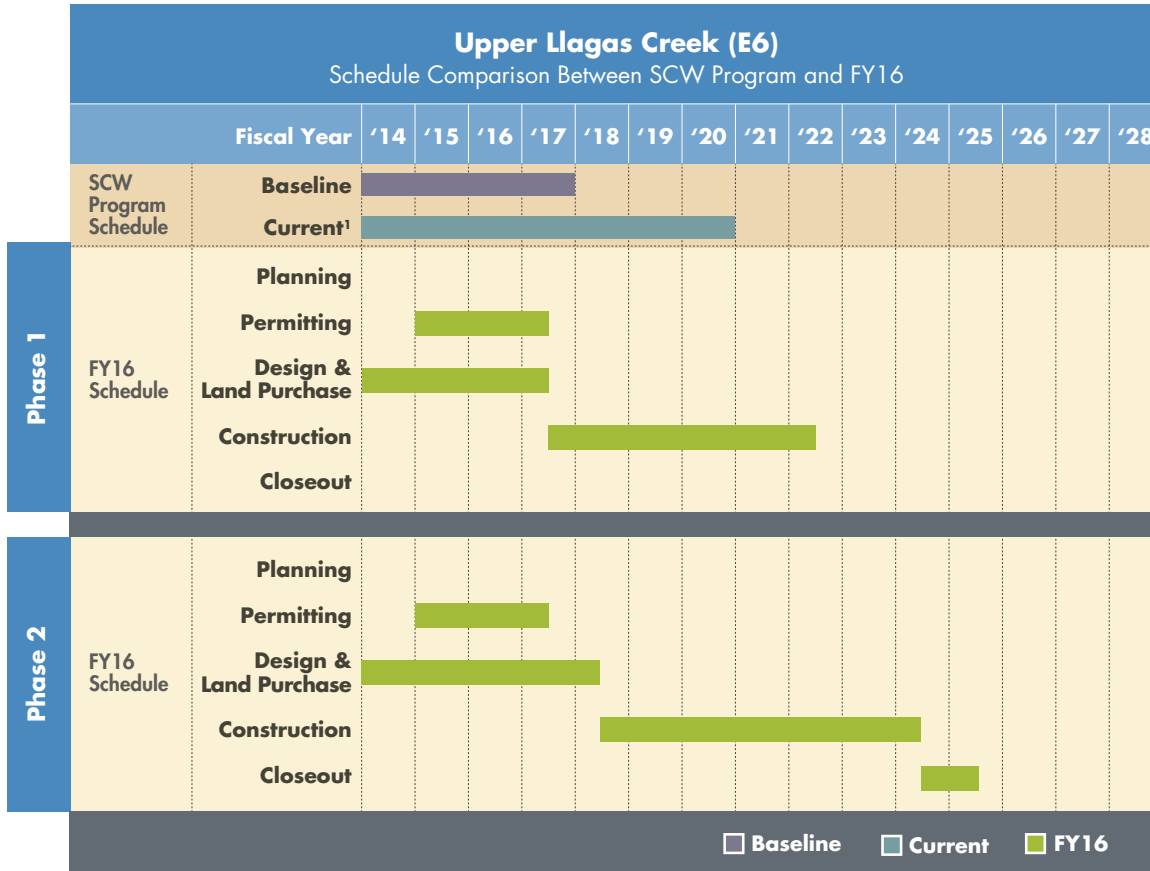 Upper Llagas Creek (E6)
Schedule Comparison Between SCW Program and FY16
Fiscal Year ‘14 ‘15 ‘16 ‘17 ‘18 ‘19 ‘20 ‘21 ‘22 ‘23 ‘24 ‘25 ‘26 ‘27 ‘28
SCW
Program
Schedule
Baseline
Current¹
Phase 1
FY16
Schedule
Planning
Permitting
Design &
Land Purchase
Construction
Closeout
Phase 2
FY16
Schedule
Planning
Permitting
Design &
Land Purchase
Construction
Closeout
Baseline Current FY16